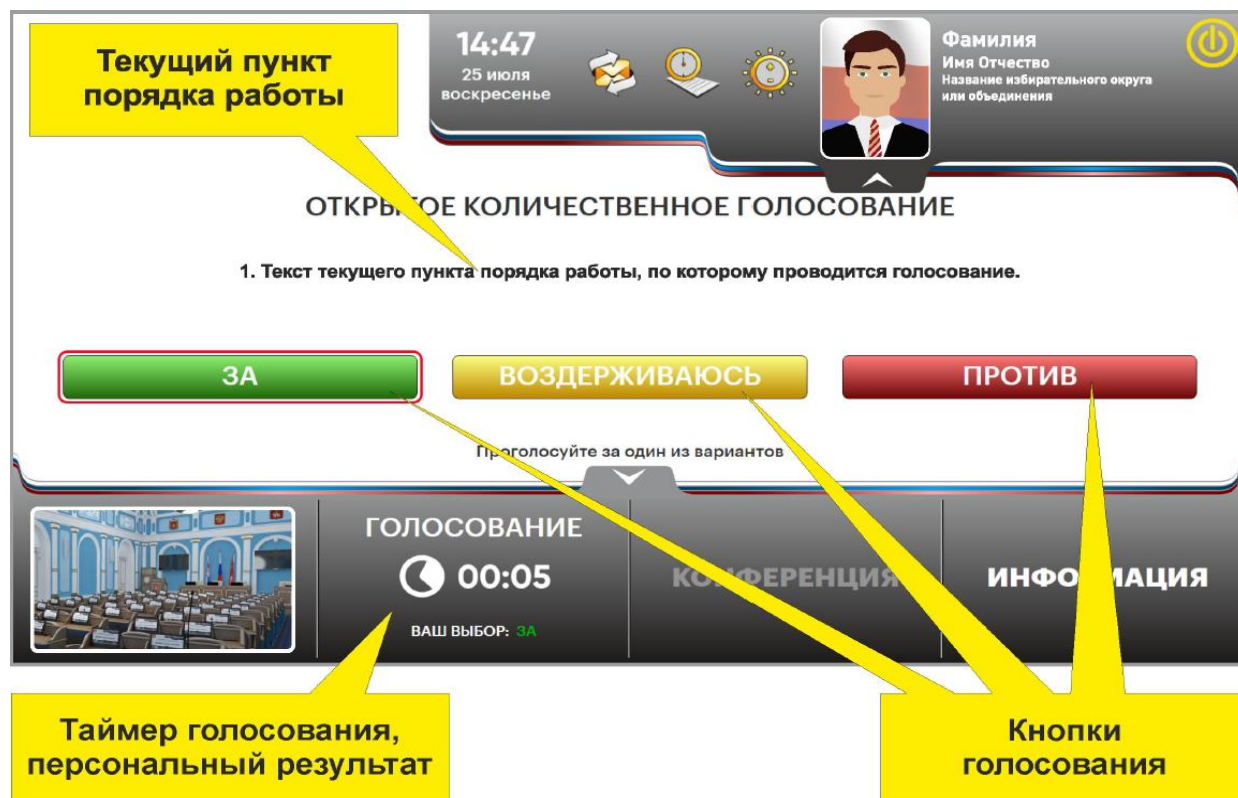 Текущий пункт
порядка работы
14:47
25 июля
воскресенье
Фамилия
Имя Отчество
Название избирательного округа
или объединения
ОТКРЫТОЕ КОЛИЧЕСТВЕННОЕ ГОЛОСОВАНИЕ
1. Текст текущего пункта порядка работы, по которому проводится голосование.
ЗА
ВОЗДЕРЖИВАЮСЬ
ПРОТИВ
Проголосуйте за один из вариантов
ГОЛОСОВАНИЕ
00:05
ВАШ ВЫБОР: ЗА
КОНФЕРЕНЦИЯ
ИНФОРМАЦИЯ
Таймер голосования,
персональный результат
Кнопки
голосования